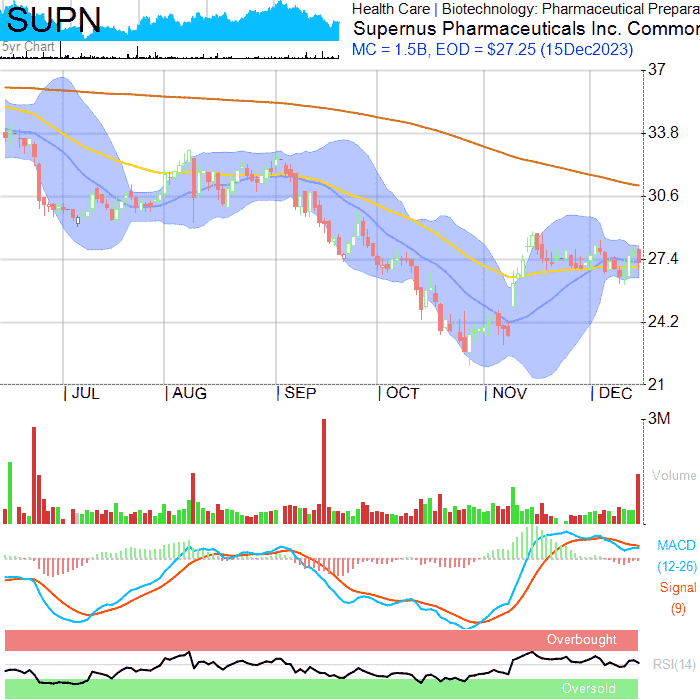 SUPN
5yr Chart
Health Care | Biotechnology: Pharmaceutical Prepara
Supernus Pharmaceuticals Inc. Common
MC = 1.5B, EOD = $27.25 (15Dec2023)
37
33.8
30.6
27.4
24.2
21
JUL
AUG
SEP
OCT
NOV
DEC
3M
Volume
MACD
(12-26)
Signal
(9)
Overbought
RSI(14)
Oversold